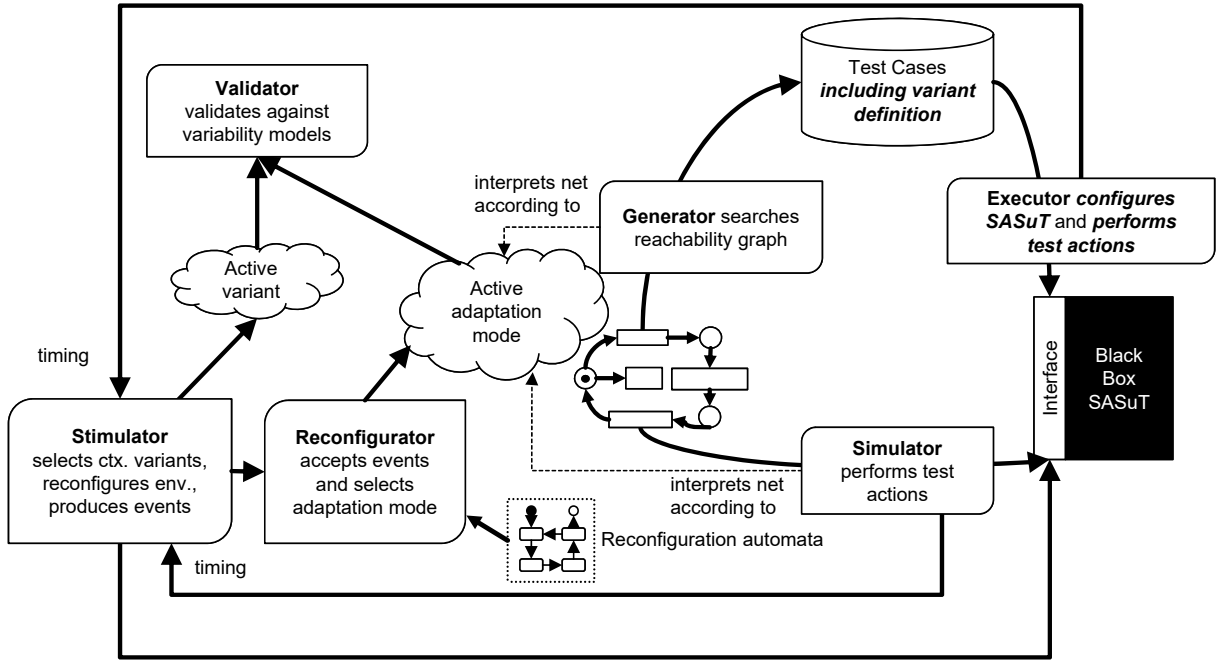 Validator
validates against
variability models
Test Cases
including variant
definition
interprets net
according to
Generator searches
reachability graph
Executor configures
SASuT and performs
test actions
Active
variant
Active
adaptation
mode
timing
Interface
Black
Box
SASuT
Stimulator
selects ctx. variants,
reconfigures env.,
produces events
Reconfigurator
accepts events
and selects
adaptation mode
Simulator
performs test
actions
interprets net
according to
Reconfiguration automata
timing